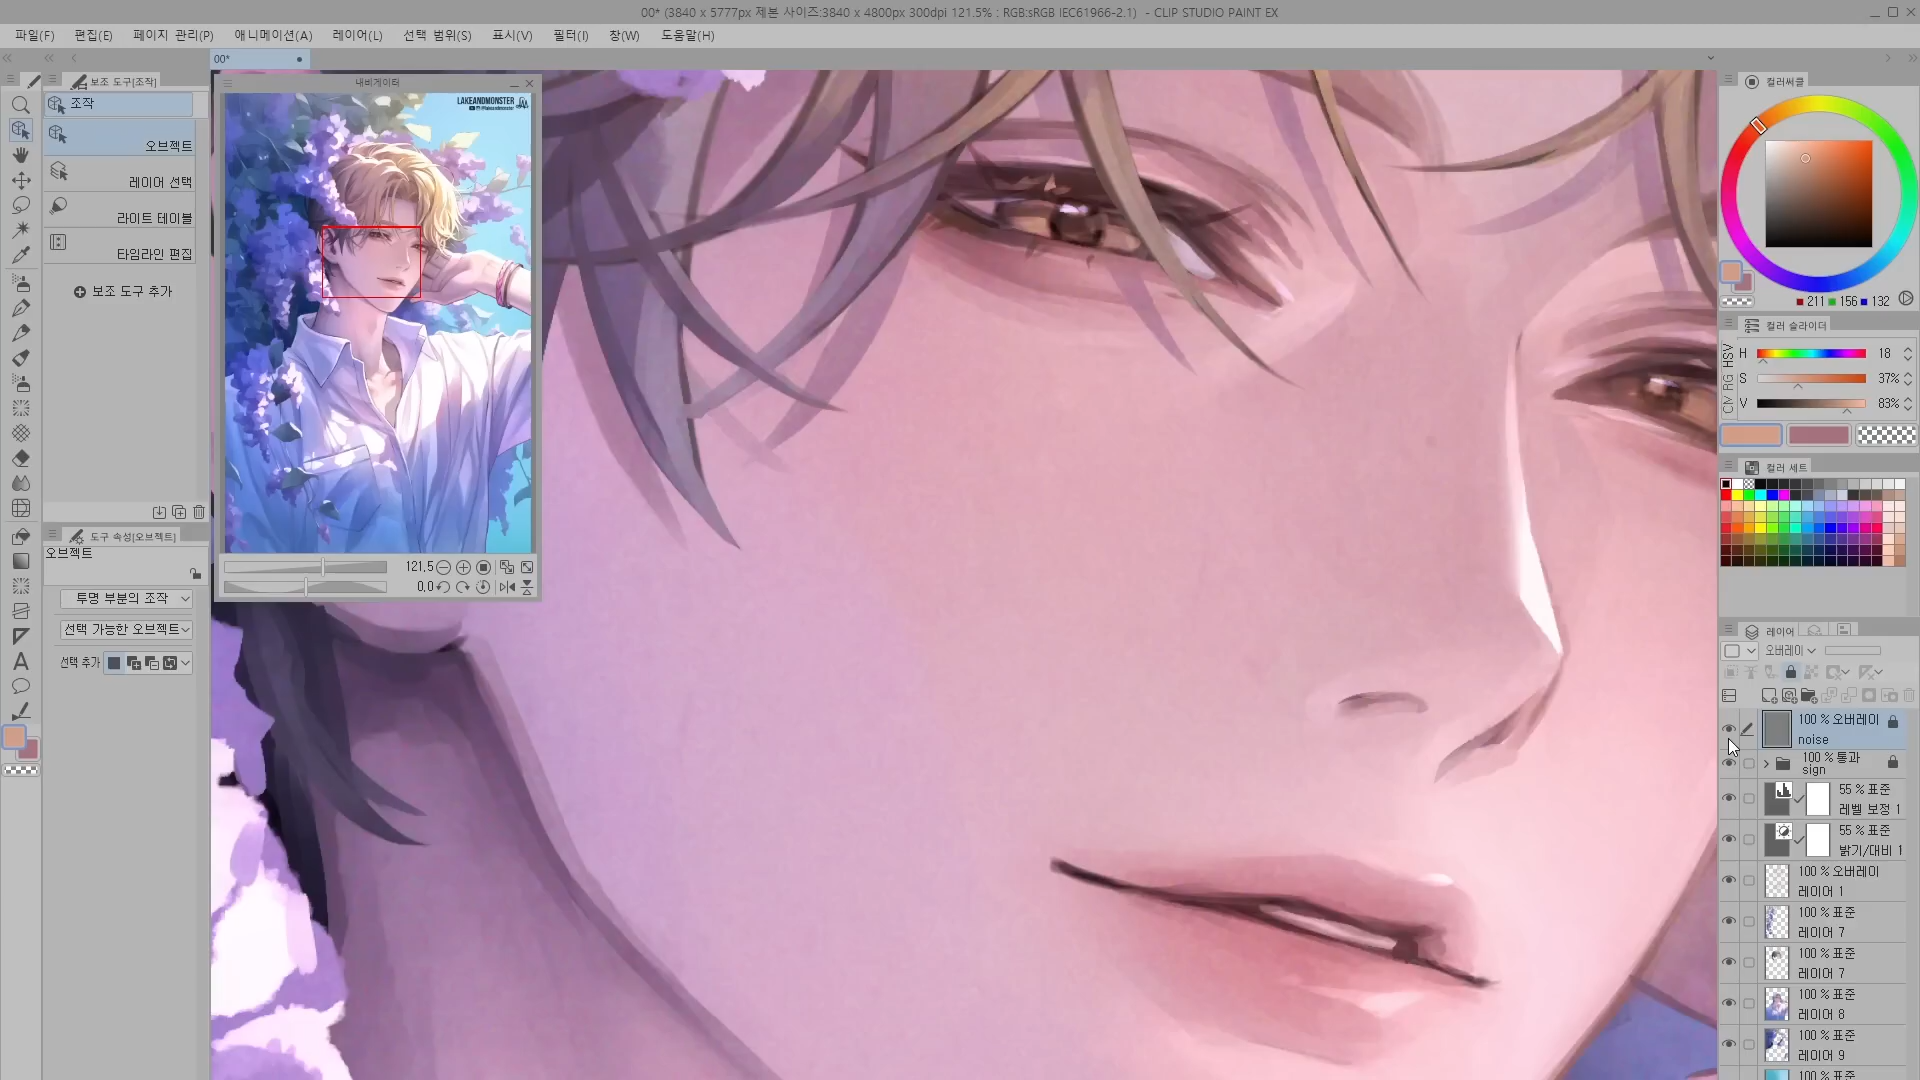 00* (3840 x 5777px 제본 사이즈:3840 x 4800px 300dpi 121.5% : RGB:sRGB IEC61966-2.1) - CLIP STUDIO PAINT EX
파일(F) 편집(E) 페이지 관리(P) 애니메이션(A) 레이어(L) 선택 범위(S) 표시(V) 필터(I) 창(W) 도움말(H)
00*
보조 도구[조작]
조작
오브젝트
레이어 선택
라이트 테이블
타임라인 편집
보조 도구 추가
도구 속성[오브젝트]
오브젝트
투명 부분의 조작
선택 가능한 오브젝트
선택 추가
내비게이터
LAKEANDMONSTER
121.5
0.0
컬러써클
211 156 132
컬러 슬라이더
HSV
RG
H 18
S 37%
V 83%
컬러 세트
레이어
오버레이
100 % 오버레이
noise
100 % 통과
sign
55 % 표준
레벨 보정 1
55 % 표준
밝기/대비 1
100 % 오버레이
레이어 1
100 % 표준
레이어 7
100 % 표준
레이어 7
100 % 표준
레이어 8
100 % 표준
레이어 9
100 % 표준